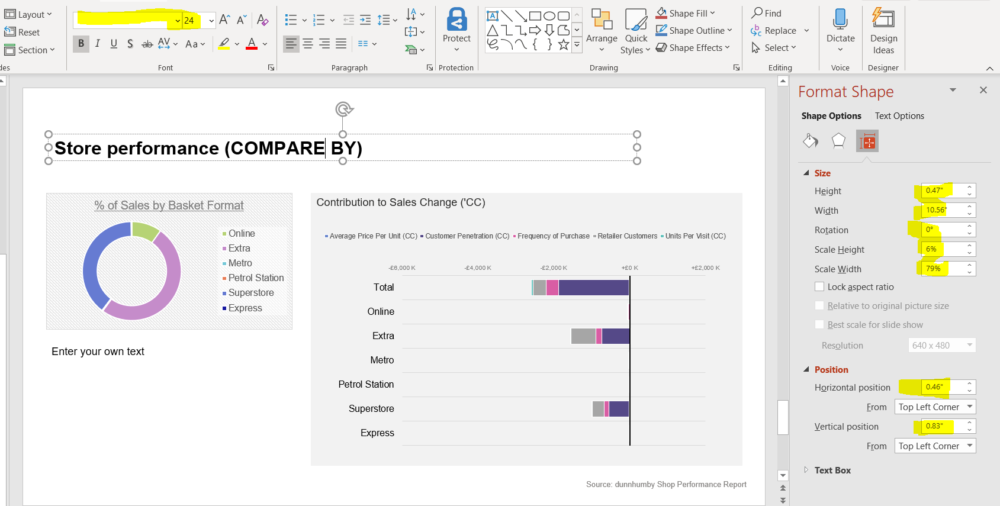 Layout
Reset
Section
des
24
B I U S ab AV Aa A
Font
Paragraph
Protect
Protection
Arrange
Quick
Styles
Shape Fill
Shape Outline
Shape Effects
Drawing
Find
Replace
Select
Editing
Dictate
Voice
Design
Ideas
Designer
Store performance (COMPARE BY)
% of Sales by Basket Format
Online
Extra
Metro
Petrol Station
Superstore
Express
Enter your own text
Contribution to Sales Change ('CC)
Average Price Per Unit (CC) Customer Penetration (CC) Frequency of Purchase Retailer Customers Units Per Visit (CC)
-£6,000 K -£4,000 K -£2,000 K +£0 K +£2,000 K
Total
Online
Extra
Metro
Petrol Station
Superstore
Express
Source: dunnhumby Shop Performance Report
Format Shape
Shape Options Text Options
Size
Height 0.47"
Width 10.56"
Rotation 0°
Scale Height 6%
Scale Width 79%
Lock aspect ratio
Relative to original picture size
Best scale for slide show
Resolution 640 x 480
Position
Horizontal position 0.46"
From Top Left Corner
Vertical position 0.83"
From Top Left Corner
Text Box